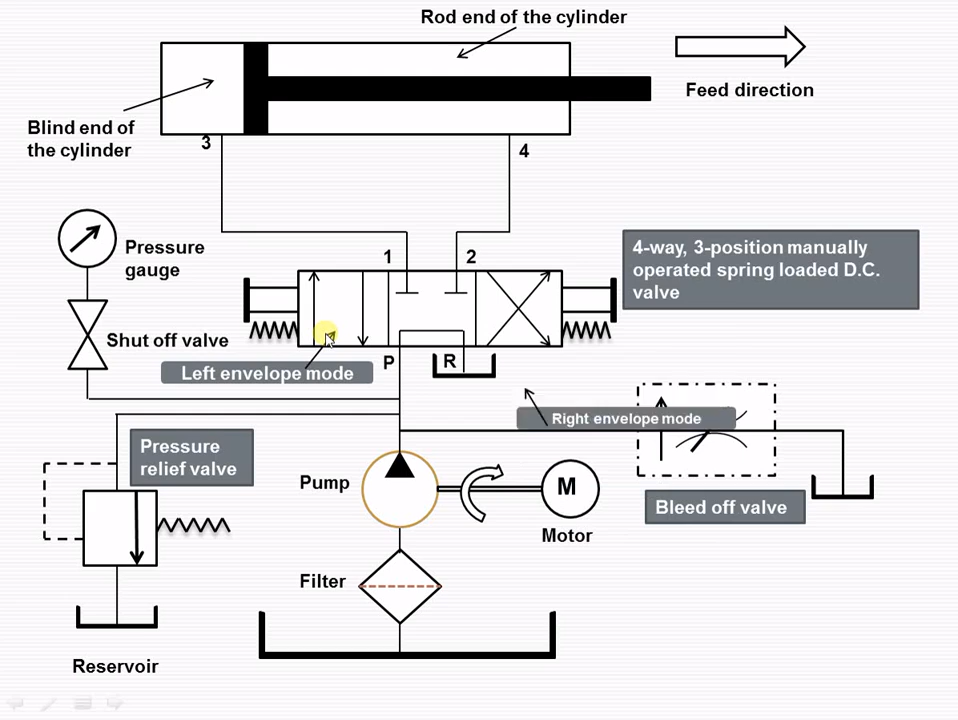 Rod end of the cylinder
Feed direction
Blind end of
the cylinder
3
4
Pressure
gauge
1
2
4-way, 3-position manually
operated spring loaded D.C.
valve
Shut off valve
P
R
Left envelope mode
Right envelope mode
Pressure
relief valve
Pump
M
Motor
Bleed off valve
Filter
Reservoir